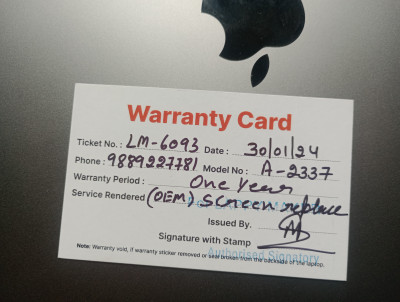 Warranty Card
Ticket No. : LM-6093 Date : 30/01/24
Phone : 9889227781 Model No : A-2337
Warranty Period : One Year
Service Rendered (OEM) Screen replace
Issued By.
Signature with Stamp
Authorised Signatory
Note: Warranty void, if warranty sticker removed or seal broken from the backside of the laptop.